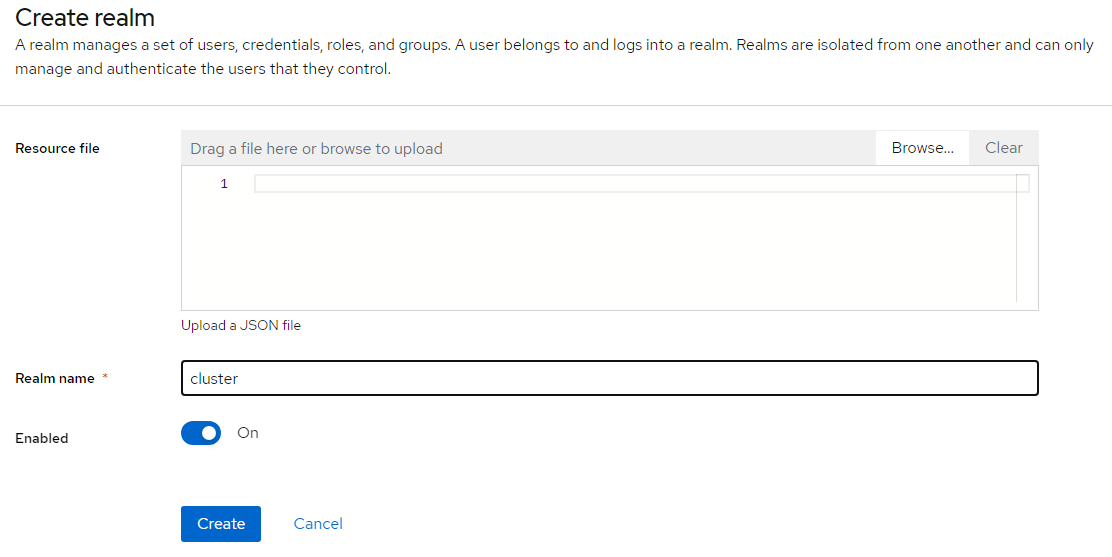 Create realm
A realm manages a set of users, credentials, roles, and groups. A user belongs to and logs into a realm. Realms are isolated from one another and can only
manage and authenticate the users that they control.
Resource file
Drag a file here or browse to upload
Browse...
Clear
1
Upload a JSON file
Realm name *
cluster
Enabled
On
Create
Cancel